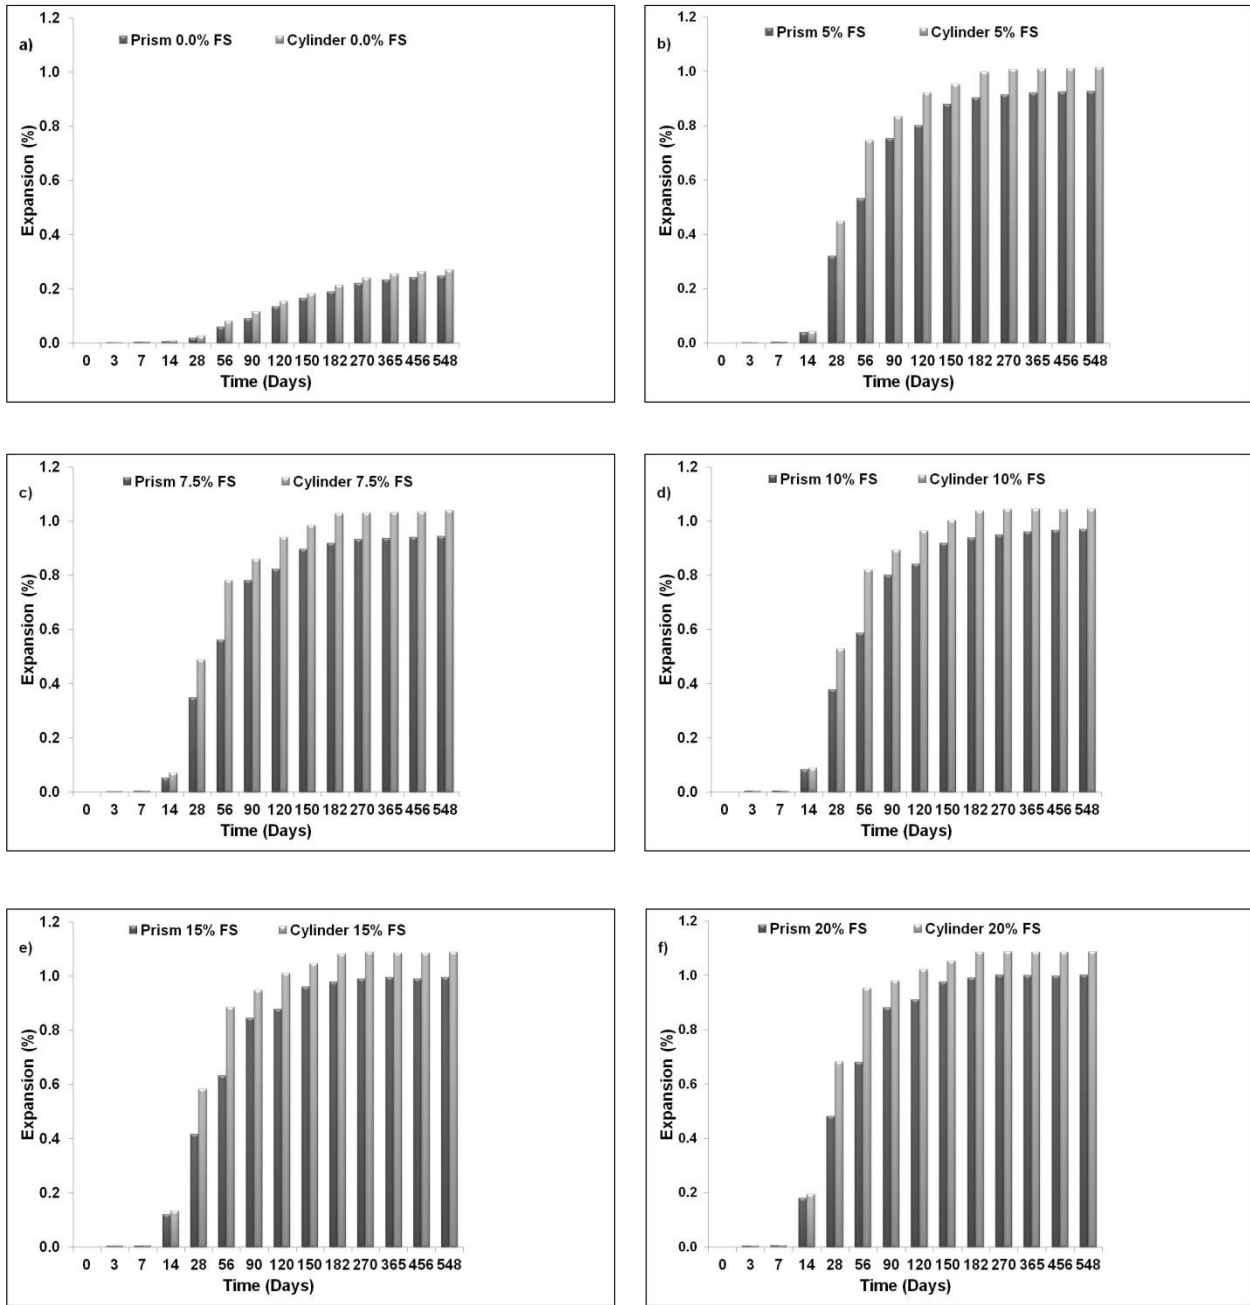 a)
Prism 0.0% FS Cylinder 0.0% FS
Expansion (%)
1.2
1.0
0.8
0.6
0.4
0.2
0.0
0 3 7 14 28 56 90 120 150 182 270 365 456 548
Time (Days)
b)
Prism 5% FS Cylinder 5% FS
Expansion (%)
1.2
1.0
0.8
0.6
0.4
0.2
0.0
0 3 7 14 28 56 90 120 150 182 270 365 456 548
Time (Days)
c)
Prism 7.5% FS Cylinder 7.5% FS
Expansion (%)
1.2
1.0
0.8
0.6
0.4
0.2
0.0
0 3 7 14 28 56 90 120 150 182 270 365 456 548
Time (Days)
d)
Prism 10% FS Cylinder 10% FS
Expansion (%)
1.2
1.0
0.8
0.6
0.4
0.2
0.0
0 3 7 14 28 56 90 120 150 182 270 365 456 548
Time (Days)
e)
Prism 15% FS Cylinder 15% FS
Expansion (%)
1.2
1.0
0.8
0.6
0.4
0.2
0.0
0 3 7 14 28 56 90 120 150 182 270 365 456 548
Time (Days)
f)
Prism 20% FS Cylinder 20% FS
Expansion (%)
1.2
1.0
0.8
0.6
0.4
0.2
0.0
0 3 7 14 28 56 90 120 150 182 270 365 456 548
Time (Days)